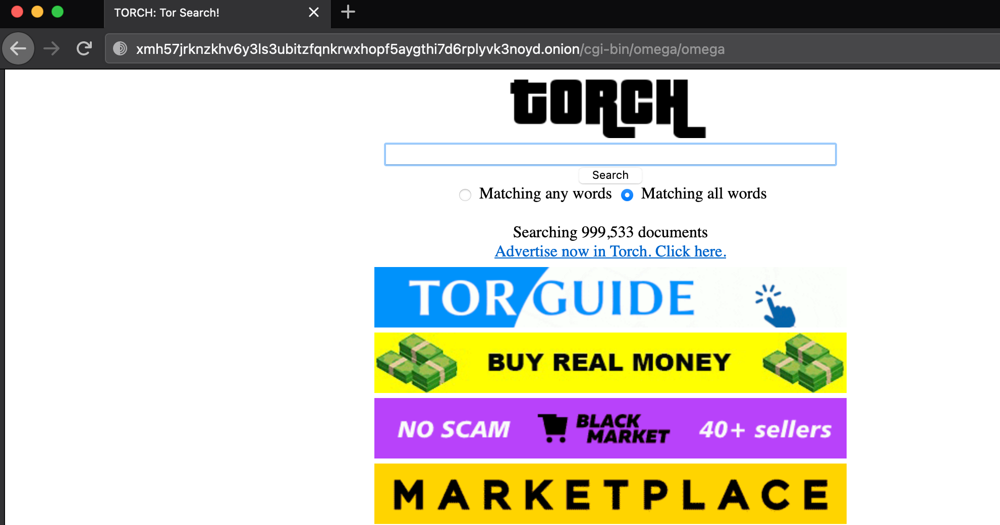 TORCH: Tor Search!
xmh57jrknzkhv6y3ls3ubitzfqnkrwxhopf5aygthi7d6rplyvk3noyd.onion/cgi-bin/omega/omega
TORCH
Search
Matching any words Matching all words
Searching 999,533 documents
Advertise now in Torch. Click here.
TOR GUIDE
BUY REAL MONEY
NO SCAM BLACK MARKET 40+ sellers
MARKETPLACE